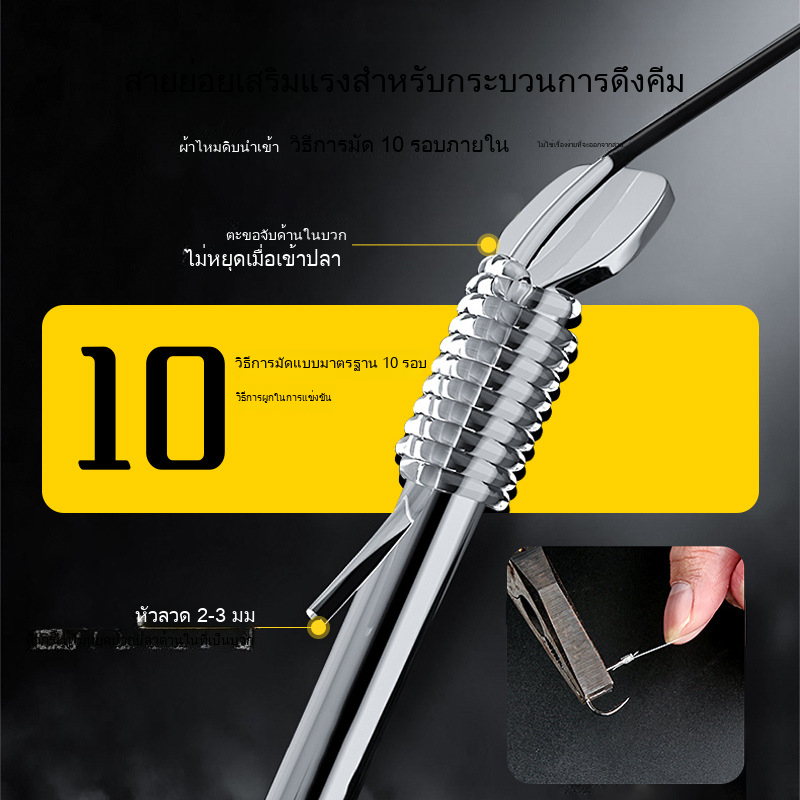 สายย่อยเสริมแรงสำหรับกระบวนการดึงคีม
ผ้าไหมดิบนำเข้า วิธีการมัด 10 รอบภายใน
ตะขอจับด้านในบวก
ไม่หยุดเมื่อเข้าปลา
10
วิธีการมัดแบบมาตรฐาน 10 รอบ
วิธีการผูกในการแข่งขัน
หัวลวด 2-3 มม